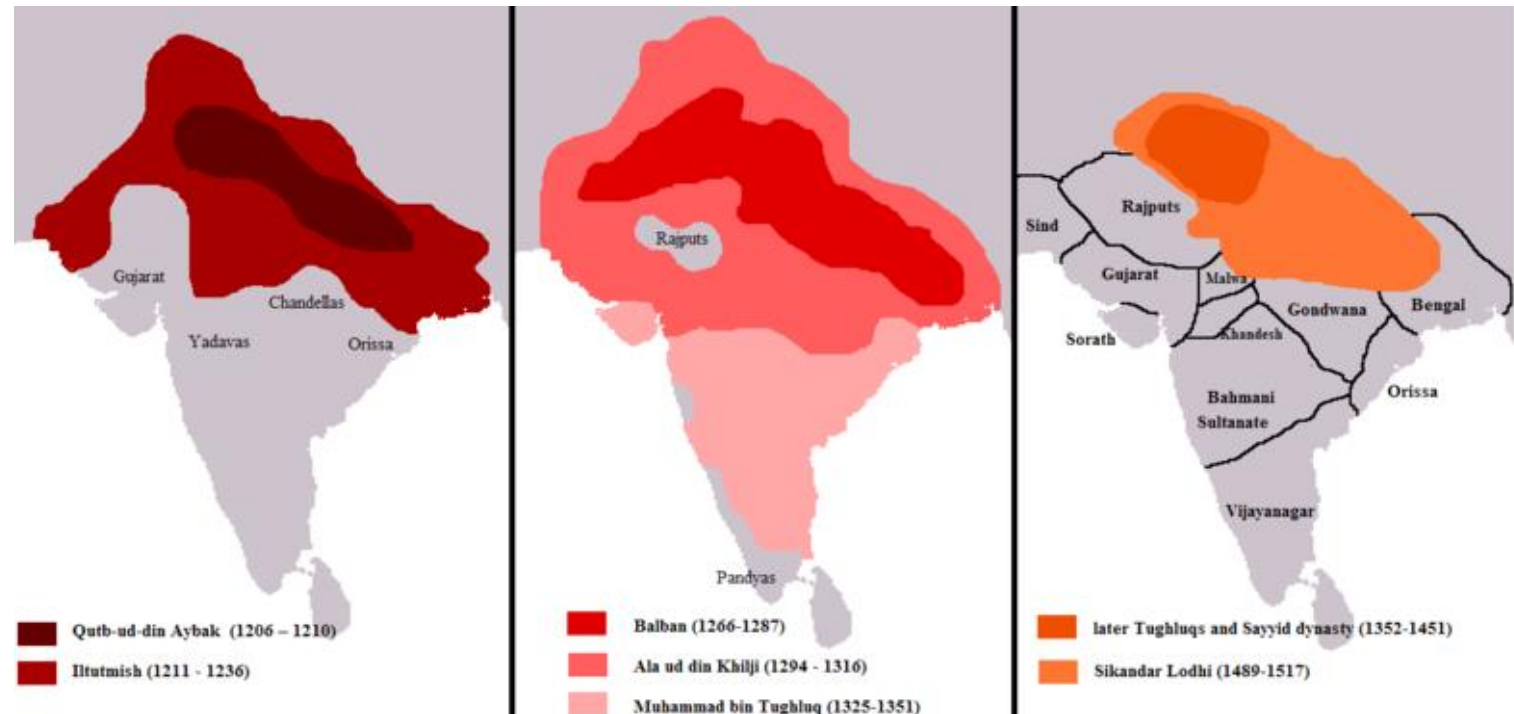 Gujarat
Chandellas
Yadavas
Orissa
Qutb-ud-din Aybak (1206 – 1210)
Iltutmish (1211 - 1236)
Rajputs
Pandyas
Balban (1266-1287)
Ala ud din Khilji (1294 - 1316)
Muhammad bin Tughluq (1325-1351)
Rajputs
Sind
Gujarat
Malwa
Gondwana
Bengal
Sorath
Khandesh
Orissa
Bahmani
Sultanate
Vijayanagar
later Tughluqs and Sayyid dynasty (1352-1451)
Sikandar Lodhi (1489-1517)